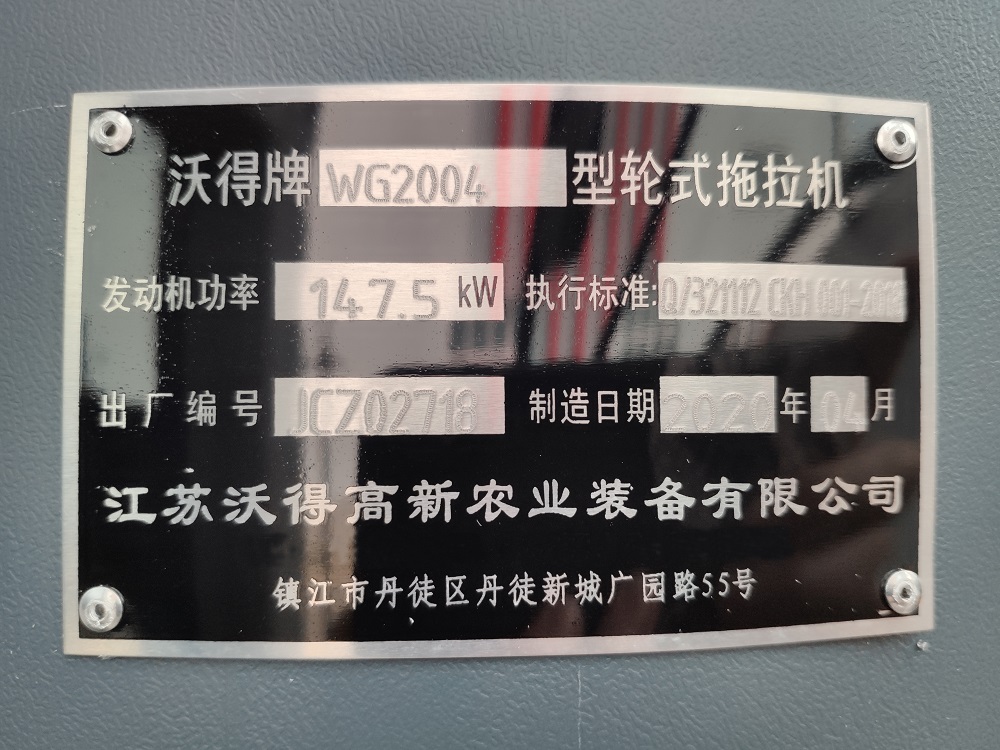 沃得牌 WG2004 型轮式拖拉机
发动机功率 147.5 kW 执行标准: Q/321112 CKH 001-2018
出厂编号 JCZ02718 制造日期 2020 年 04 月
江苏沃得高新农业装备有限公司
镇江市丹徒区丹徒新城广园路55号